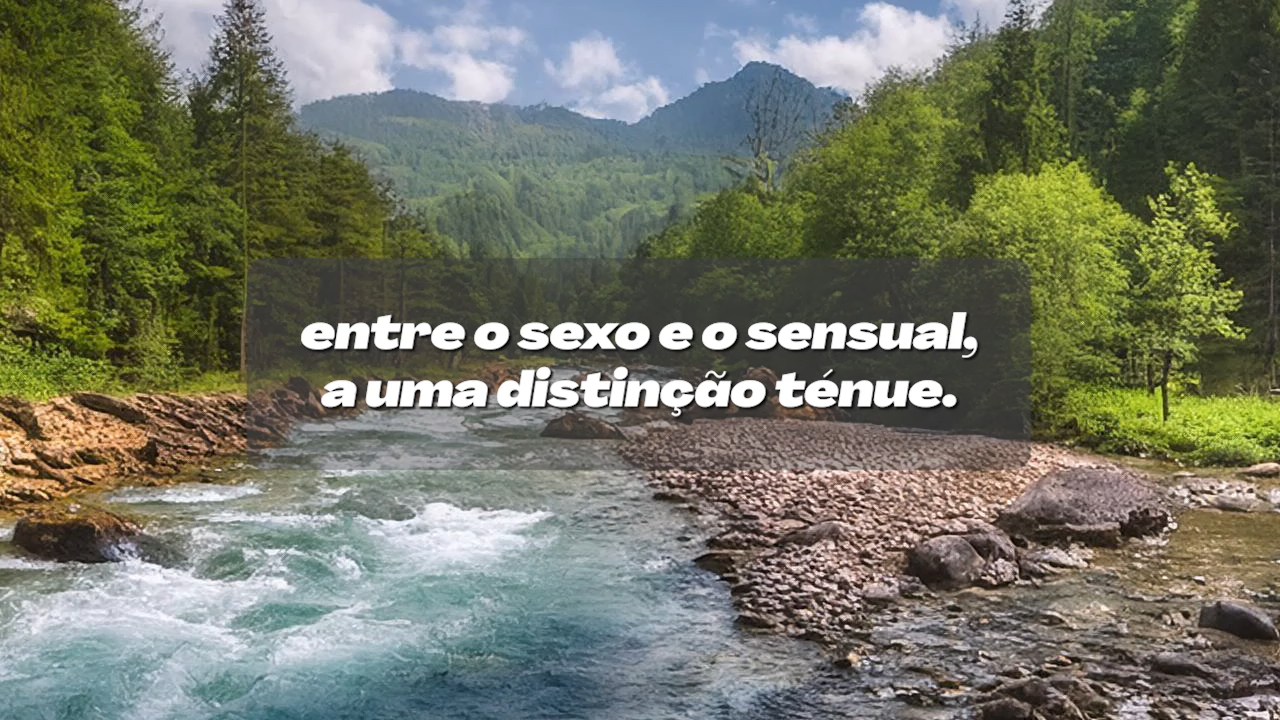 entre o sexo e o sensual,
a uma distinção ténue.